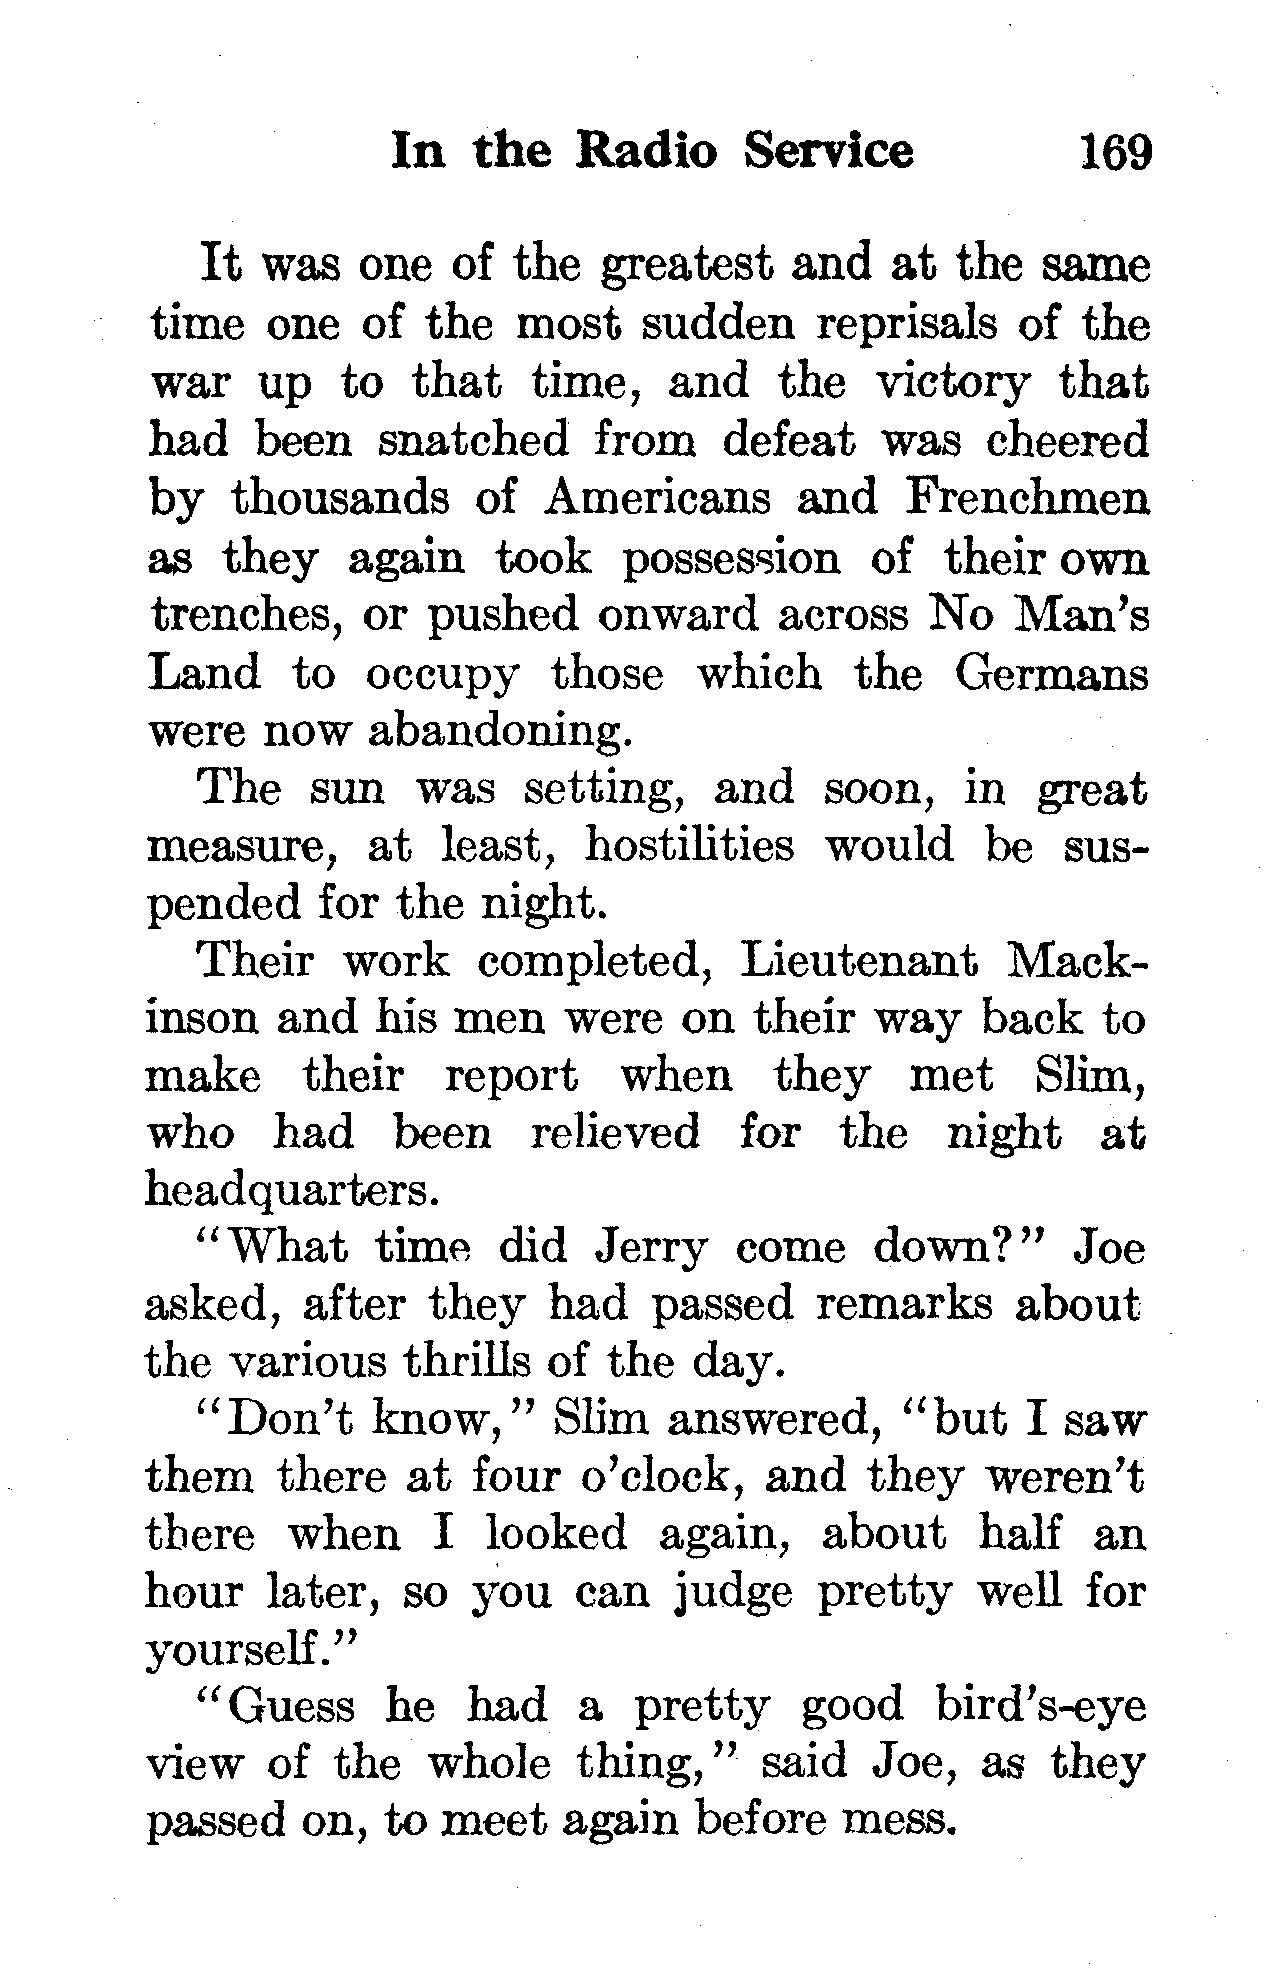 In the Radio Service 169
It was one of the greatest and at the same
time one of the most sudden reprisals of the
war up to that time, and the victory that
had been snatched from defeat was cheered
by thousands of Americans and Frenchmen
as they again took possession of their own
trenches, or pushed onward across No Man's
Land to occupy those which the Germans
were now abandoning.
The sun was setting, and soon, in great
measure, at least, hostilities would be sus-
pended for the night.
Their work completed, Lieutenant Mack-
inson and his men were on their way back to
make their report when they met Slim,
who had been relieved for the night at
headquarters.
"What time did Jerry come down?" Joe
asked, after they had passed remarks about
the various thrills of the day.
"Don't know," Slim answered, "but I saw
them there at four o'clock, and they weren't
there when I looked again, about half an
hour later, so you can judge pretty well for
yourself."
"Guess he had a pretty good bird's-eye
view of the whole thing," said Joe, as they
passed on, to meet again before mess.